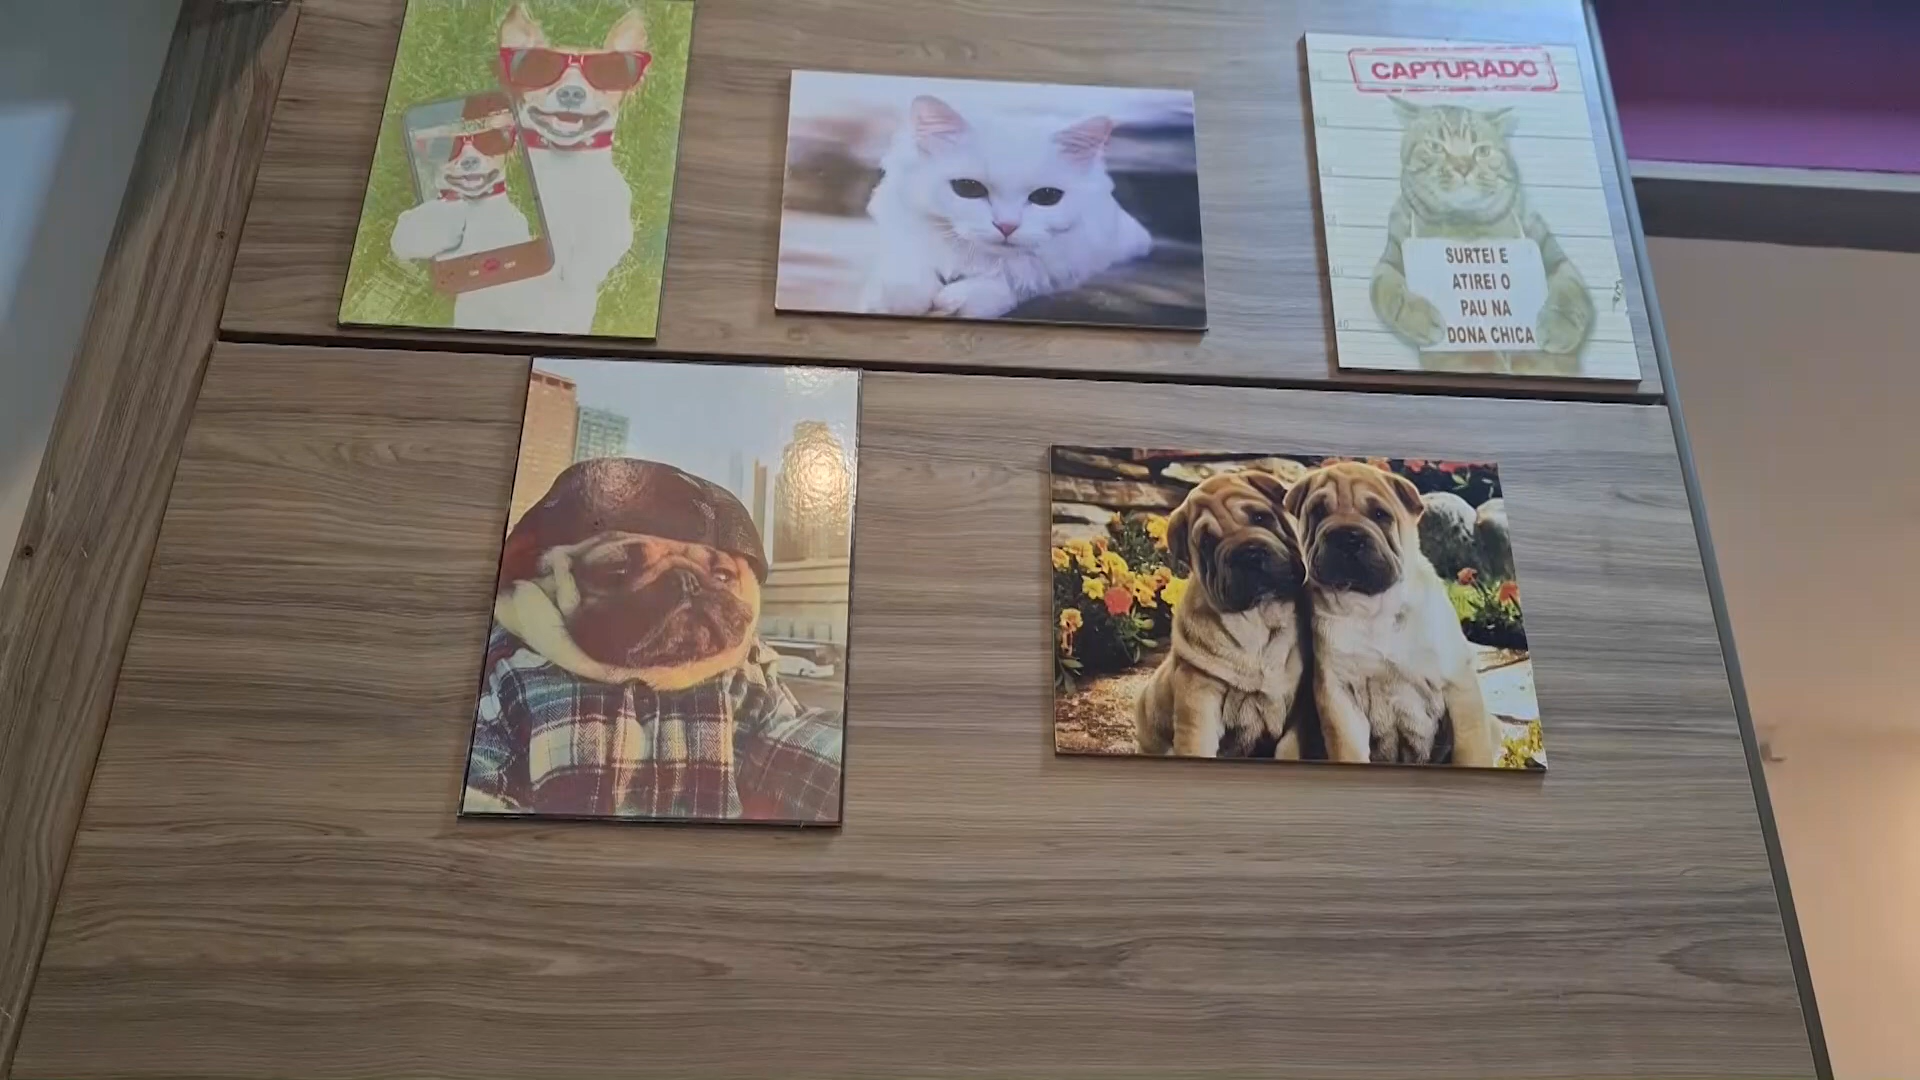 CAPTURADO
SURTEI E
ATIREI O
PAU NA
DONA CHICA